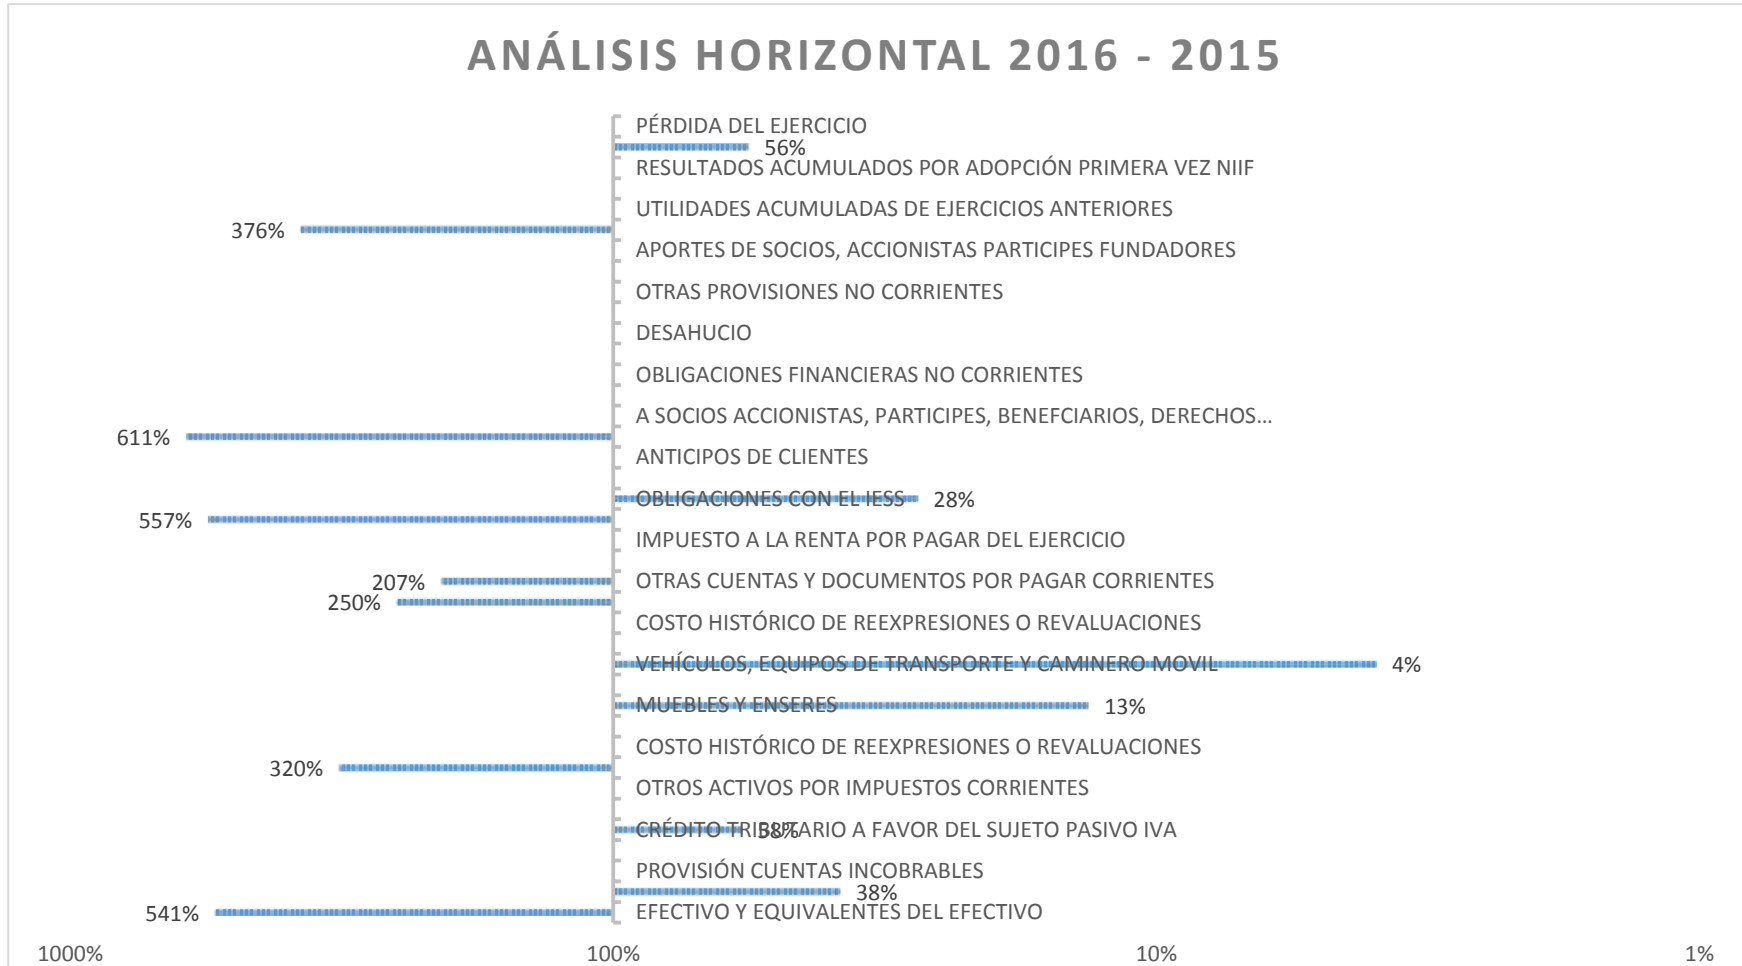 ANÁLISIS HORIZONTAL 2016 - 2015
PÉRDIDA DEL EJERCICIO
56%
RESULTADOS ACUMULADOS POR ADOPCIÓN PRIMERA VEZ NIIF
UTILIDADES ACUMULADAS DE EJERCICIOS ANTERIORES
376%
APORTES DE SOCIOS, ACCIONISTAS PARTICIPES FUNDADORES
OTRAS PROVISIONES NO CORRIENTES
DESAHUCIO
OBLIGACIONES FINANCIERAS NO CORRIENTES
A SOCIOS ACCIONISTAS, PARTICIPES, BENEFCIARIOS, DERECHOS...
611%
ANTICIPOS DE CLIENTES
OBLIGACIONES CON EL IESS 28%
557%
IMPUESTO A LA RENTA POR PAGAR DEL EJERCICIO
207% OTRAS CUENTAS Y DOCUMENTOS POR PAGAR CORRIENTES
250%
COSTO HISTÓRICO DE REEXPRESIONES O REVALUACIONES
VEHÍCULOS, EQUIPOS DE TRANSPORTE Y CAMINERO MOVIL 4%
MUEBLES Y ENSERES 13%
COSTO HISTÓRICO DE REEXPRESIONES O REVALUACIONES
320%
OTROS ACTIVOS POR IMPUESTOS CORRIENTES
CRÉDITO TRIBUTARIO A FAVOR DEL SUJETO PASIVO IVA
58%
PROVISIÓN CUENTAS INCOBRABLES
38%
541% EFECTIVO Y EQUIVALENTES DEL EFECTIVO
1000% 100% 10% 1%